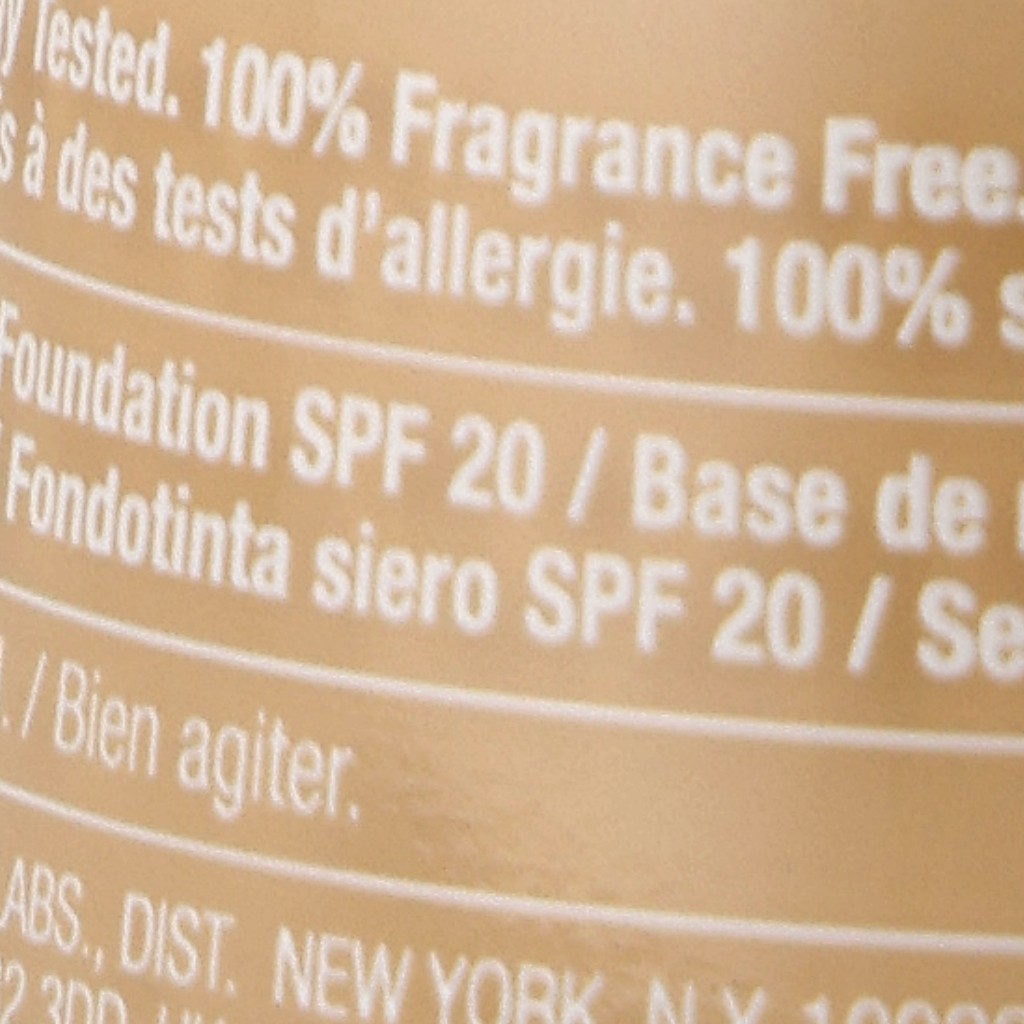 Tested. 100% Fragrance Free.
à des tests d'allergie. 100%
Foundation SPF 20 / Base de
Fondotinta siero SPF 20 / Se
/ Bien agiter.
ABS., DIST. NEW YORK, N.Y.
3DD,